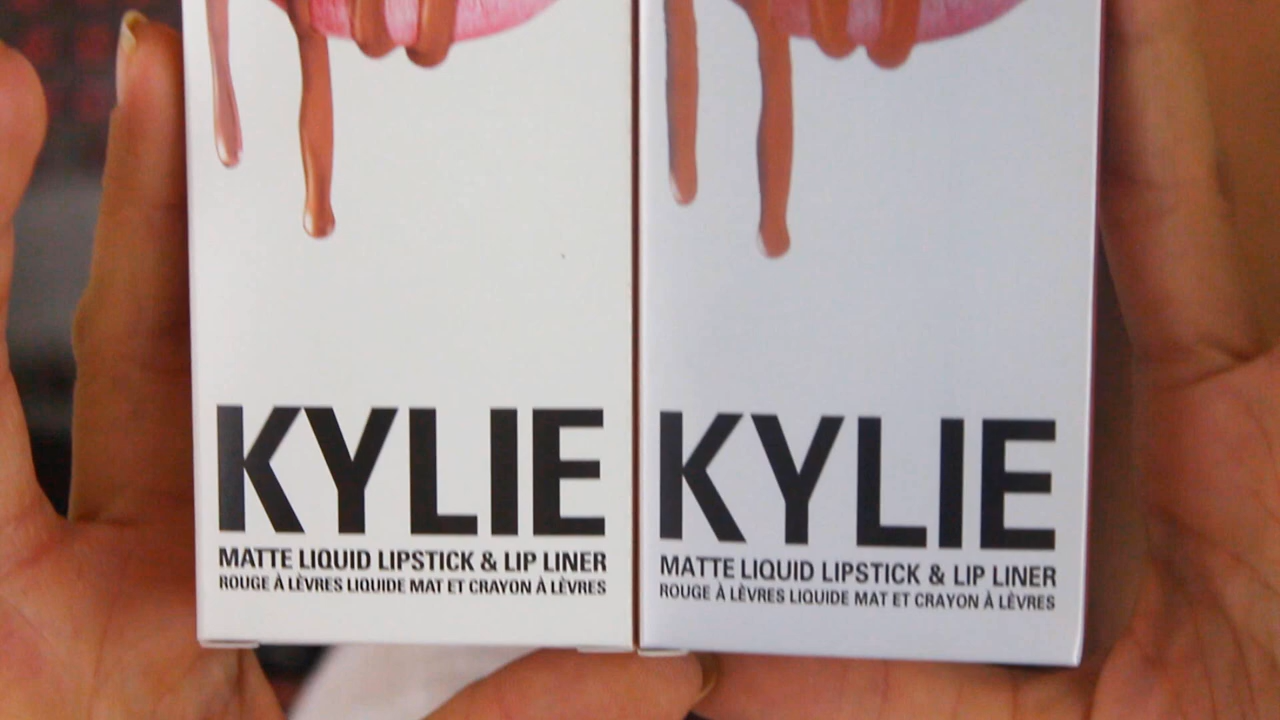 KYLIE
MATTE LIQUID LIPSTICK & LIP LINER
ROUGE À LÈVRES LIQUIDE MAT ET CRAYON À LÈVRES
KYLIE
MATTE LIQUID LIPSTICK & LIP LINER
ROUGE À LÈVRES LIQUIDE MAT ET CRAYON À LÈVRES